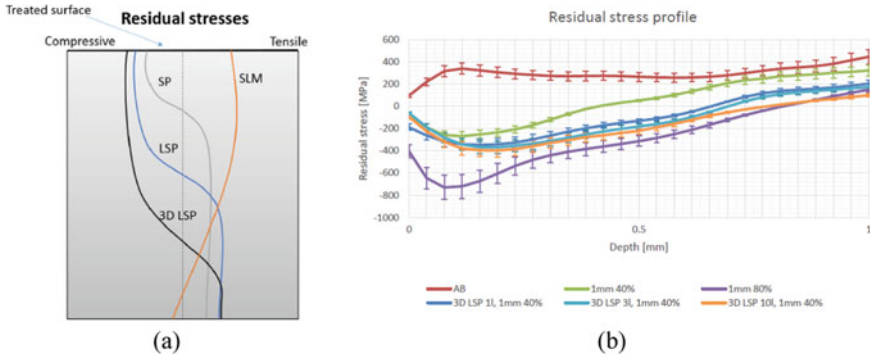 Treated surface
Residual stresses
Compressive
Tensile
SP
SLM
LSP
3D LSP
(a)
Residual stress profile
Residual stress [MPa]
600
400
200
0
-200
-400
-600
-800
-1000
0
0.5
1
Depth [mm]
AB
1mm 40%
1mm 80%
3D LSP 1l, 1mm 40%
3D LSP 3l, 1mm 40%
3D LSP 10l, 1mm 40%
(b)